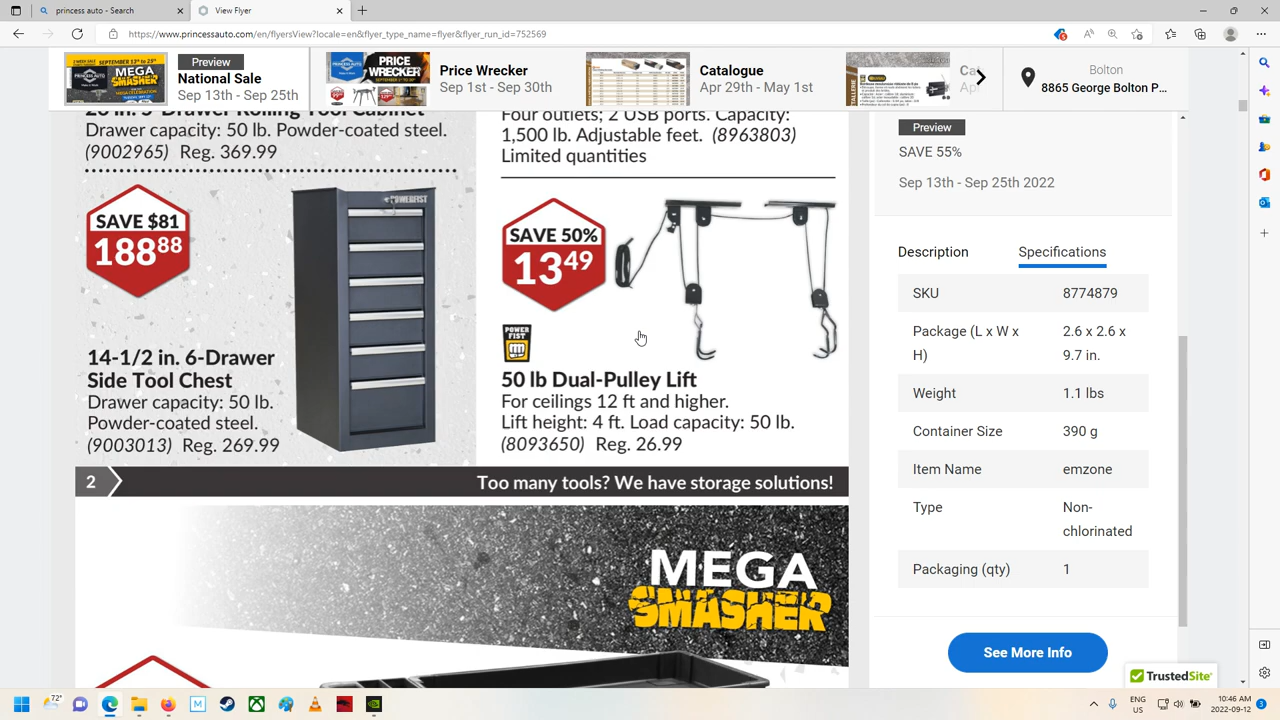 princess auto - Search
View Flyer
https://www.princessauto.com/en/flyersView?locale=en&flyer_type_name=flyer&flyer_run_id=752569
Preview
National Sale
th - Sep 25th
Price Wrecker
Sep 1st - Sep 30th
Catalogue
Apr 29th - May 1st
Bolton
8865 George Bolton P...
Drawer capacity: 50 lb. Powder-coated steel.
(9002965) Reg. 369.99
Four outlets; 2 USB ports. Capacity:
1,500 lb. Adjustable feet. (8963803)
Limited quantities
SAVE $81
188 88
POWERFIST
14-1/2 in. 6-Drawer
Side Tool Chest
Drawer capacity: 50 lb.
Powder-coated steel.
(9003013) Reg. 269.99
SAVE 50%
13 49
POWER
FIST
50 lb Dual-Pulley Lift
For ceilings 12 ft and higher.
Lift height: 4 ft. Load capacity: 50 lb.
(8093650) Reg. 26.99
2
Too many tools? We have storage solutions!
MEGA
SMASHER
Preview
SAVE 55%
Sep 13th - Sep 25th 2022
Description
Specifications
SKU
8774879
Package (L x W x
H)
2.6 x 2.6 x
9.7 in.
Weight
1.1 lbs
Container Size
390 g
Item Name
emzone
Type
Non-
chlorinated
Packaging (qty)
1
See More Info
TrustedSite
72°
ENG
US
10:46 AM
2022-09-12
3